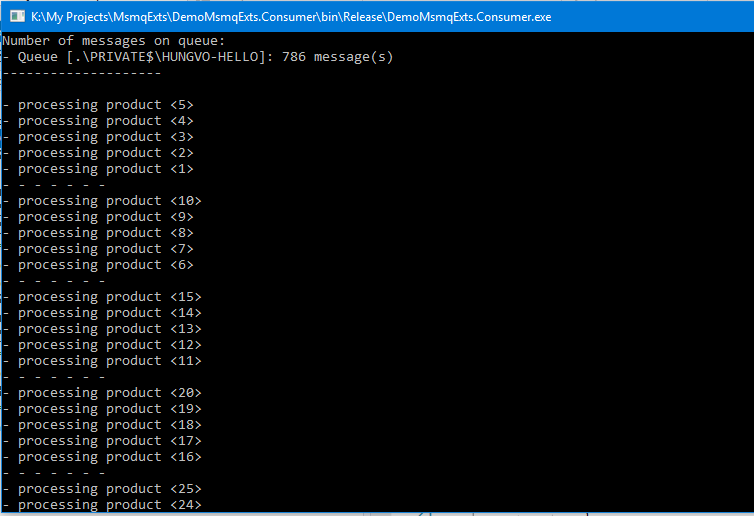 K:\My Projects\MsmqExts\DemoMsmqExts.Consumer\bin\Release\DemoMsmqExts.Consumer.exe
Number of messages on queue:
- Queue [.\PRIVATE$\HUNGVO-HELLO]: 786 message(s)
--------------------
- processing product <5>
- processing product <4>
- processing product <3>
- processing product <2>
- processing product <1>
- - - - - - -
- processing product <10>
- processing product <9>
- processing product <8>
- processing product <7>
- processing product <6>
- - - - - - -
- processing product <15>
- processing product <14>
- processing product <13>
- processing product <12>
- processing product <11>
- - - - - - -
- processing product <20>
- processing product <19>
- processing product <18>
- processing product <17>
- processing product <16>
- - - - - - -
- processing product <25>
- processing product <24>